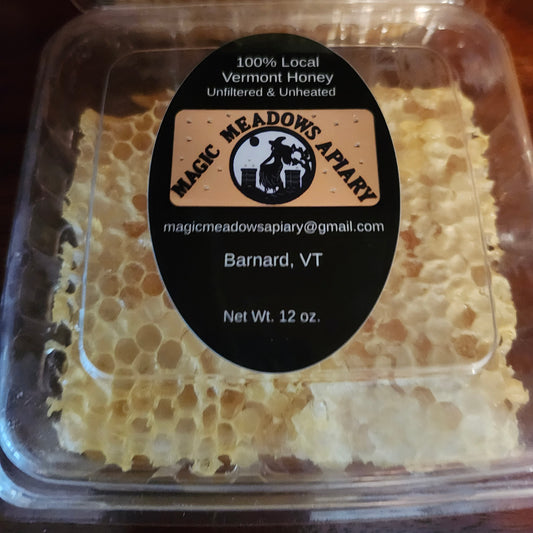 100% Local
Vermont Honey
Unfiltered & Unheated
MAGIC MEADOWS APIARY
magicmeadowsapiary@gmail.com
Barnard, VT
Net Wt. 12 oz.